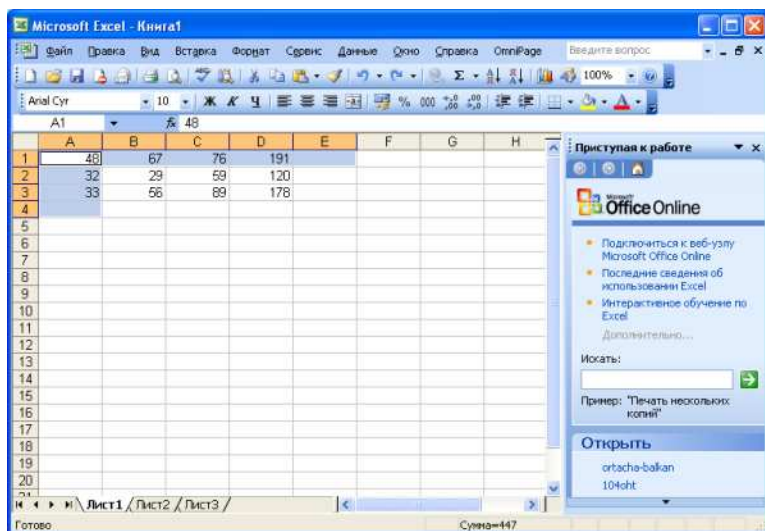 Microsoft Excel - Книга1
Файл Правка Вид Вставка Формат Сервис Данные Окно Справка OmniPage Введите вопрос
100%
Arial Cyr 10 Ж К Ч % 000
A1 fx 48
A B C D E F G H
1 48 67 76 191
2 32 29 59 120
3 33 56 89 178
4
5
6
7
8
9
10
11
12
13
14
15
16
17
18
19
20
21
Приступая к работе
Office Online
Подключиться к веб-узлу
Microsoft Office Online
Последние сведения об
использовании Excel
Интерактивное обучение по
Excel
Дополнительно...
Искать:
Пример: "Печать нескольких
копий"
Открыть
ortacha-balkan
104oht
Лист1 Лист2 Лист3
Готово Сумма=447